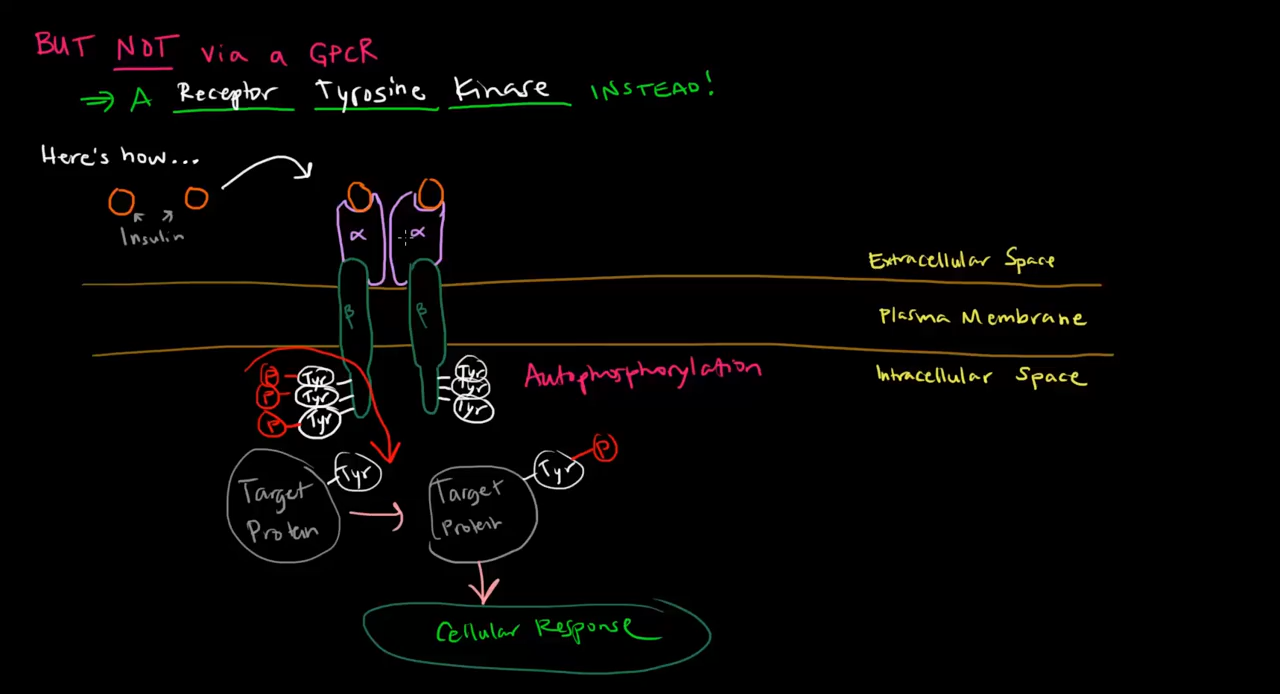 BUT NOT via a GPCR
⇒ A Receptor Tyrosine Kinase INSTEAD!
Here's how...
Insulin
α α
Extracellular Space
β β
Plasma Membrane
Autophosphorylation
Intracellular Space
P Tyr Tyr
P Tyr Tyr
P Tyr Tyr
Tyr Tyr P
Target Protein
Target Protein
Cellular Response